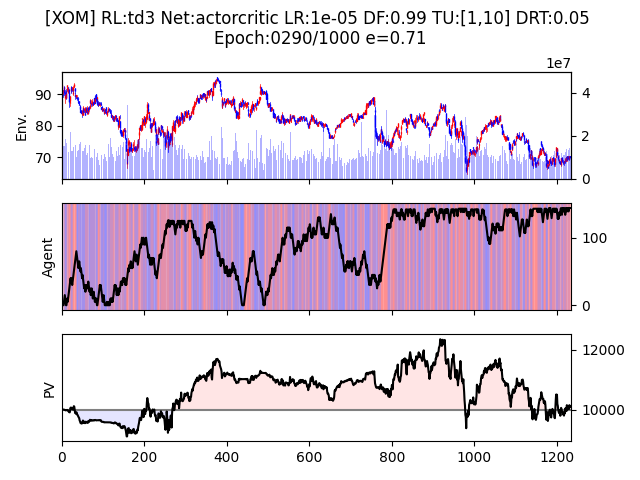 [XOM] RL:td3 Net:actorcritic LR:1e-05 DF:0.99 TU:[1,10] DRT:0.05
Epoch:0290/1000 e=0.71
1e7
Env.
90
80
70
4
2
0
Agent
100
0
PV
12000
10000
0
200
400
600
800
1000
1200